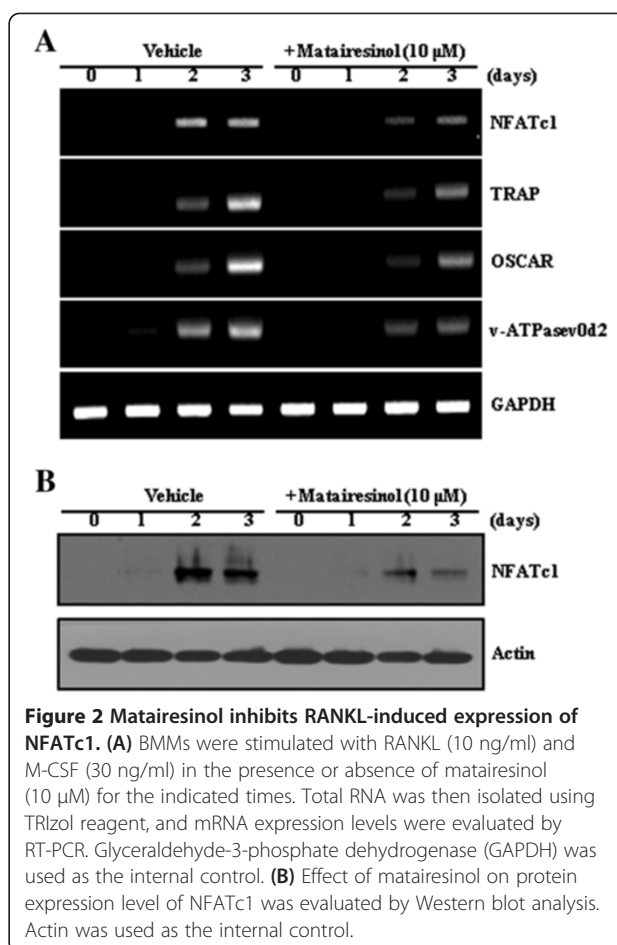 A
Vehicle +Matairesinol (10 µM)
0 1 2 3 0 1 2 3 (days)
NFATc1
TRAP
OSCAR
v-ATPasev0d2
GAPDH
B
Vehicle +Matairesinol (10 µM)
0 1 2 3 0 1 2 3 (days)
NFATc1
Actin
Figure 2 Matairesinol inhibits RANKL-induced expression of
NFATc1. (A) BMMs were stimulated with RANKL (10 ng/ml) and
M-CSF (30 ng/ml) in the presence or absence of matairesinol
(10 μM) for the indicated times. Total RNA was then isolated using
TRIzol reagent, and mRNA expression levels were evaluated by
RT-PCR. Glyceraldehyde-3-phosphate dehydrogenase (GAPDH) was
used as the internal control. (B) Effect of matairesinol on protein
expression level of NFATc1 was evaluated by Western blot analysis.
Actin was used as the internal control.